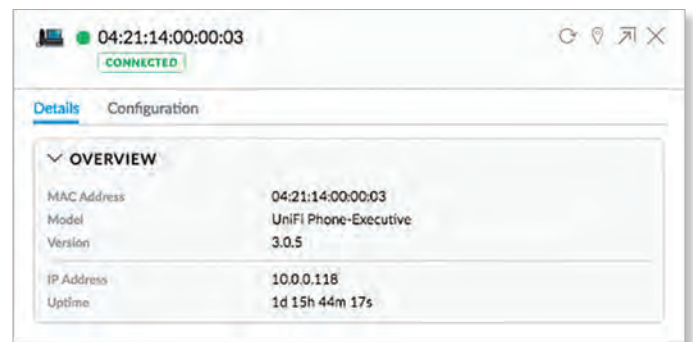 04:21:14:00:00:03
CONNECTED
Details Configuration
OVERVIEW
MAC Address 04:21:14:00:00:03
Model UniFi Phone-Executive
Version 3.0.5
IP Address 10.0.0.118
Uptime 1d 15h 44m 17s